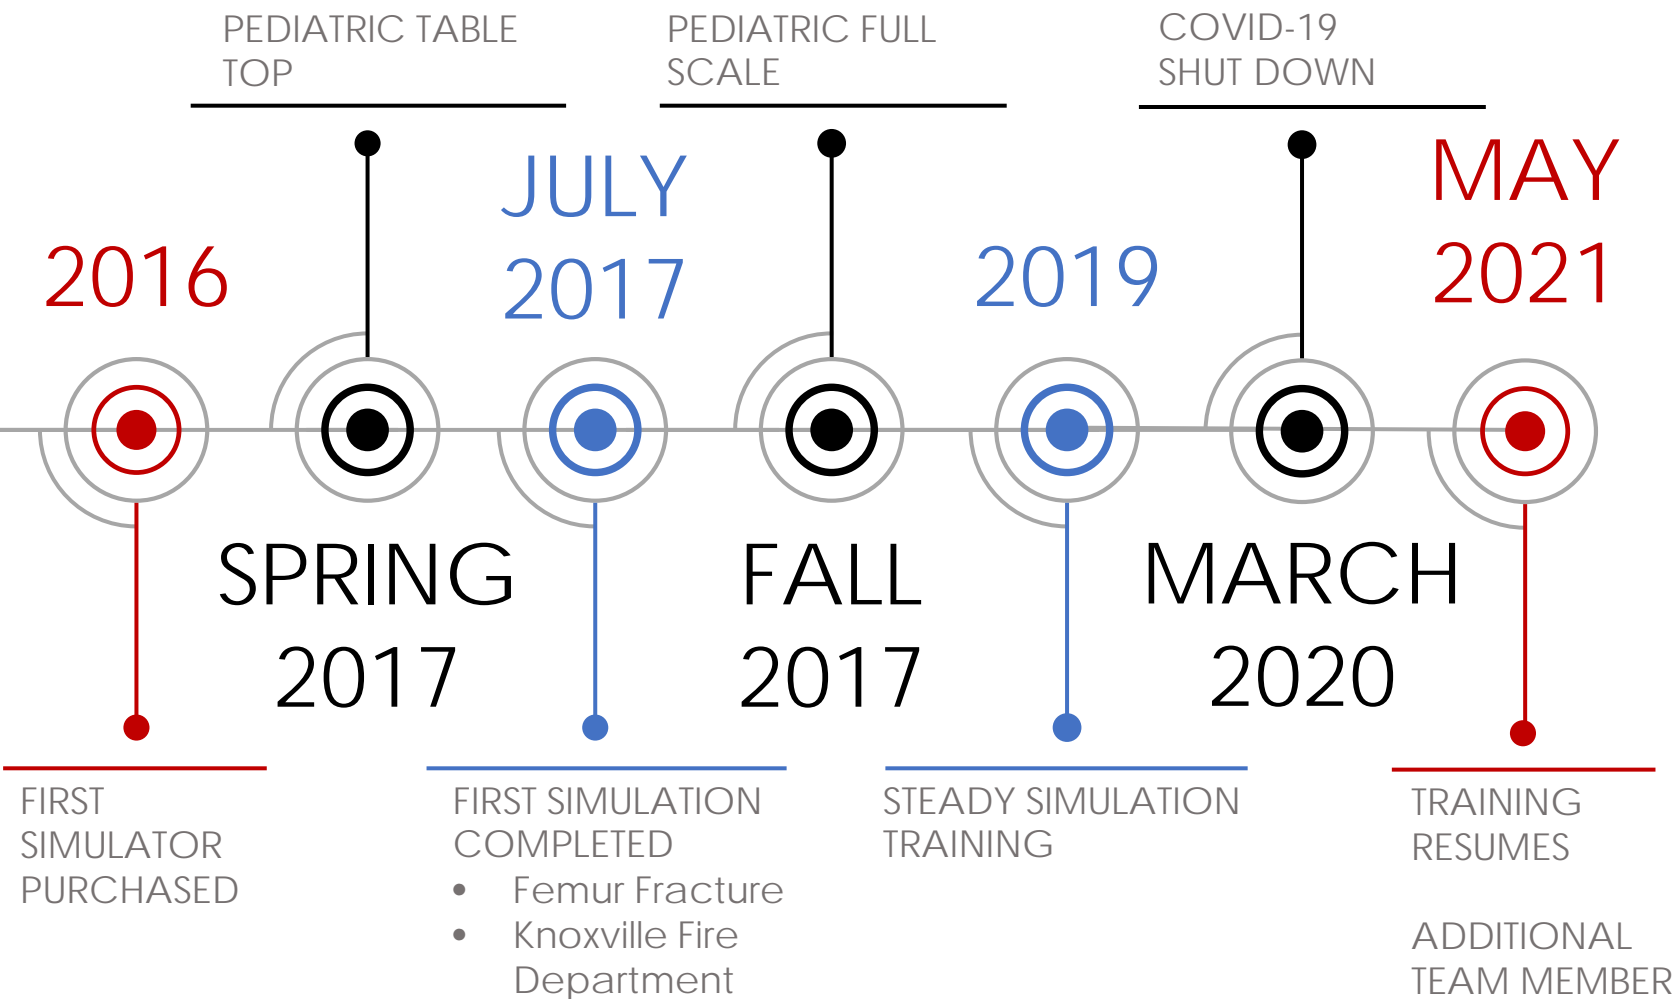 PEDIATRIC TABLE
TOP
PEDIATRIC FULL
SCALE
COVID-19
SHUT DOWN
2016
JULY
2017
2019
MAY
2021
SPRING
2017
FALL
2017
MARCH
2020
FIRST
SIMULATOR
PURCHASED
FIRST SIMULATION
COMPLETED
• Femur Fracture
• Knoxville Fire
Department
STEADY SIMULATION
TRAINING
TRAINING
RESUMES
ADDITIONAL
TEAM MEMBER